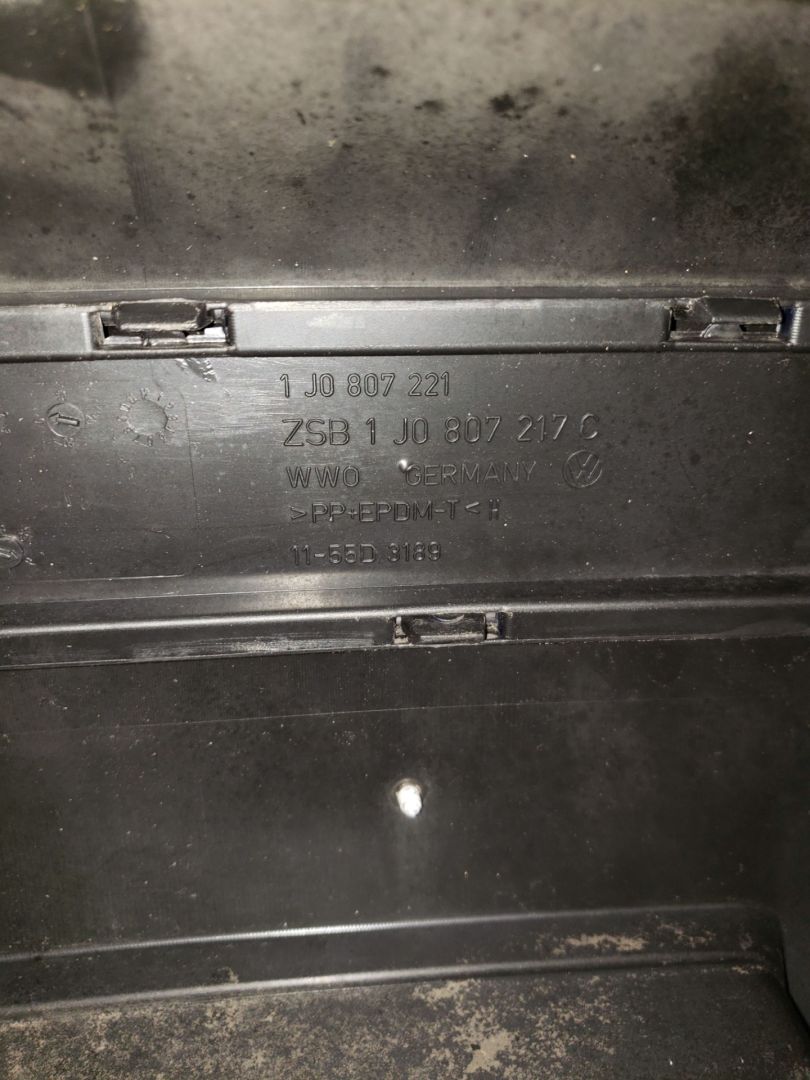 1 J0 807 221
ZSB 1 J0 807 217 C
WWO GERMANY
>PP+EPDM-T<
11-55D 3189